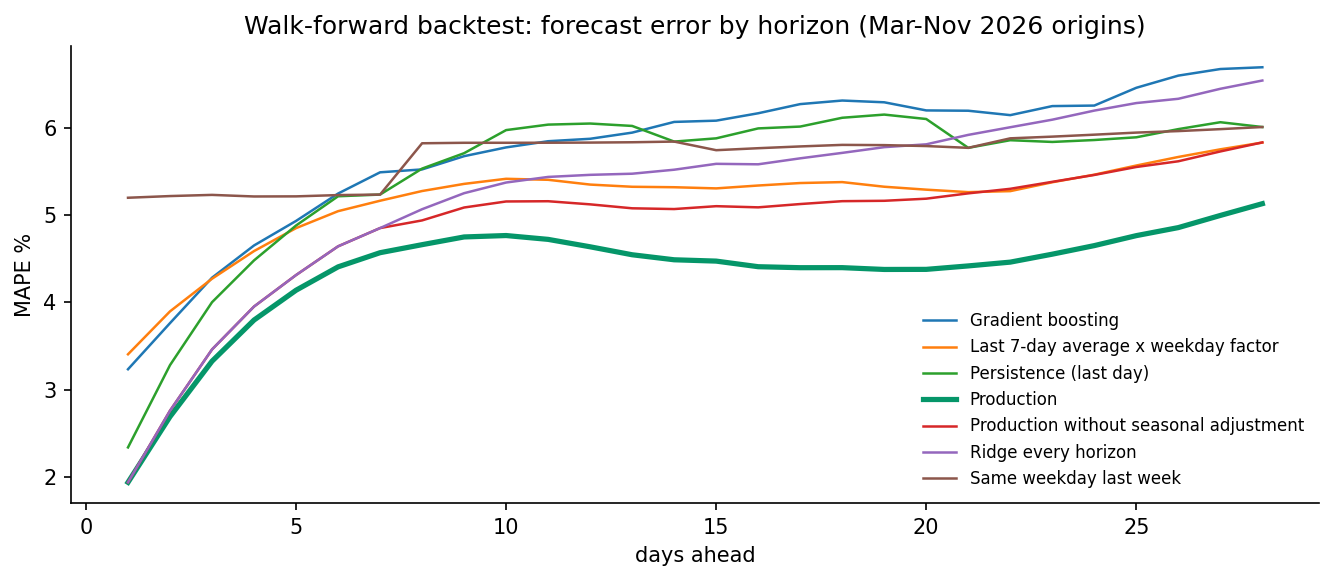 Walk-forward backtest: forecast error by horizon (Mar-Nov 2026 origins)
MAPE %
6
5
4
3
2
0
5
10
15
20
25
days ahead
Gradient boosting
Last 7-day average x weekday factor
Persistence (last day)
Production
Production without seasonal adjustment
Ridge every horizon
Same weekday last week